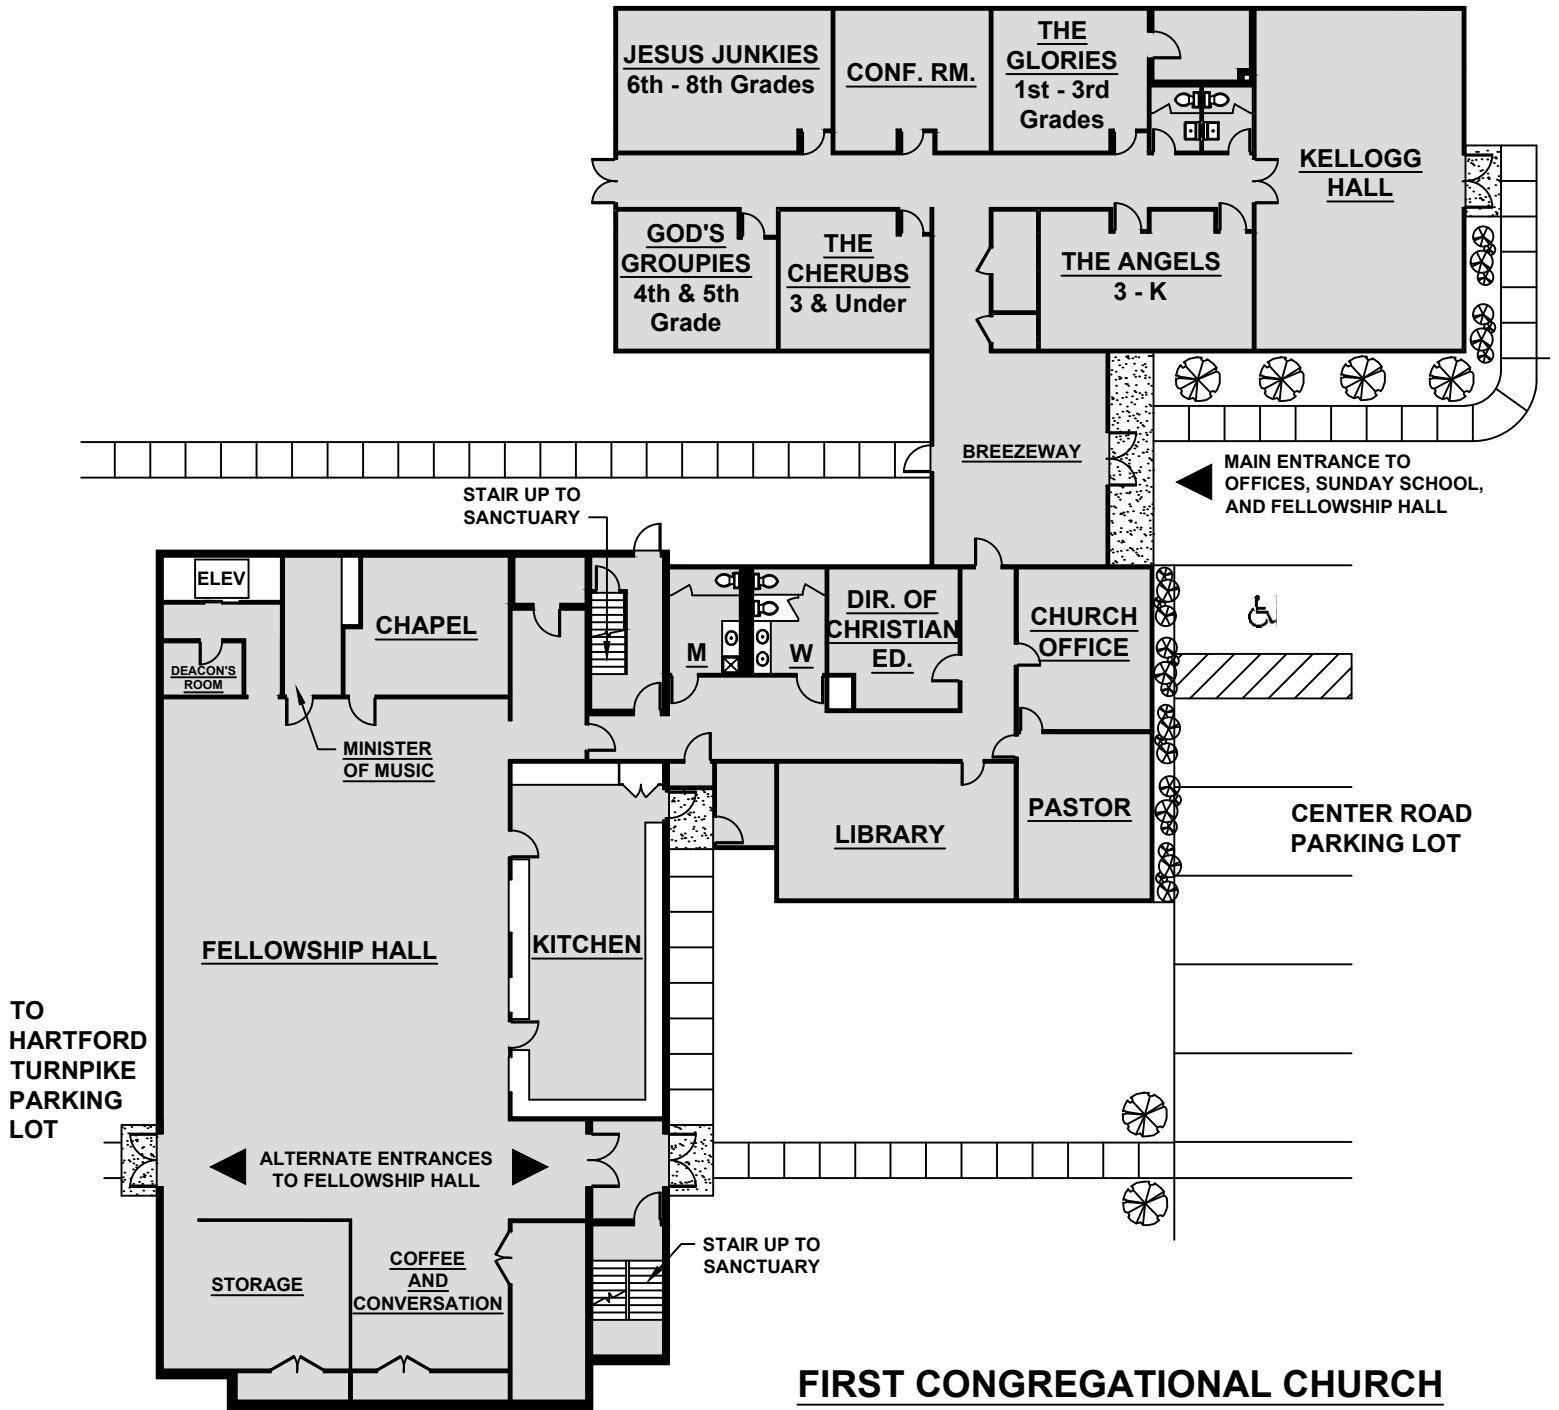 JESUS JUNKIES
6th - 8th Grades
CONF. RM.
THE
GLORIES
1st - 3rd
Grades
KELLOGG
HALL
GOD'S
GROUPIES
4th & 5th
Grade
THE
CHERUBS
3 & Under
THE ANGELS
3 - K
BREEZEWAY
MAIN ENTRANCE TO
OFFICES, SUNDAY SCHOOL,
AND FELLOWSHIP HALL
STAIR UP TO
SANCTUARY
ELEV
CHAPEL
DEACON'S
ROOM
MINISTER
OF MUSIC
M
W
DIR. OF
CHRISTIAN
ED.
CHURCH
OFFICE
PASTOR
LIBRARY
CENTER ROAD
PARKING LOT
FELLOWSHIP HALL
KITCHEN
TO
HARTFORD
TURNPIKE
PARKING
LOT
ALTERNATE ENTRANCES
TO FELLOWSHIP HALL
STORAGE
COFFEE
AND
CONVERSATION
STAIR UP TO
SANCTUARY
FIRST CONGREGATIONAL CHURCH